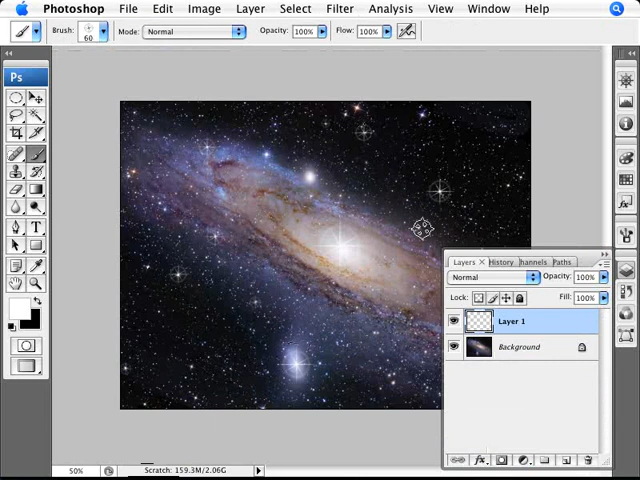 Photoshop File Edit Image Layer Select Filter Analysis View Window Help
Brush: 60 Mode: Normal Opacity: 100% Flow: 100%
Ps
Layers × History hannels Paths
Normal Opacity: 100%
Lock: Fill: 100%
Layer 1
Background
50% Scratch: 159.3M/2.06G